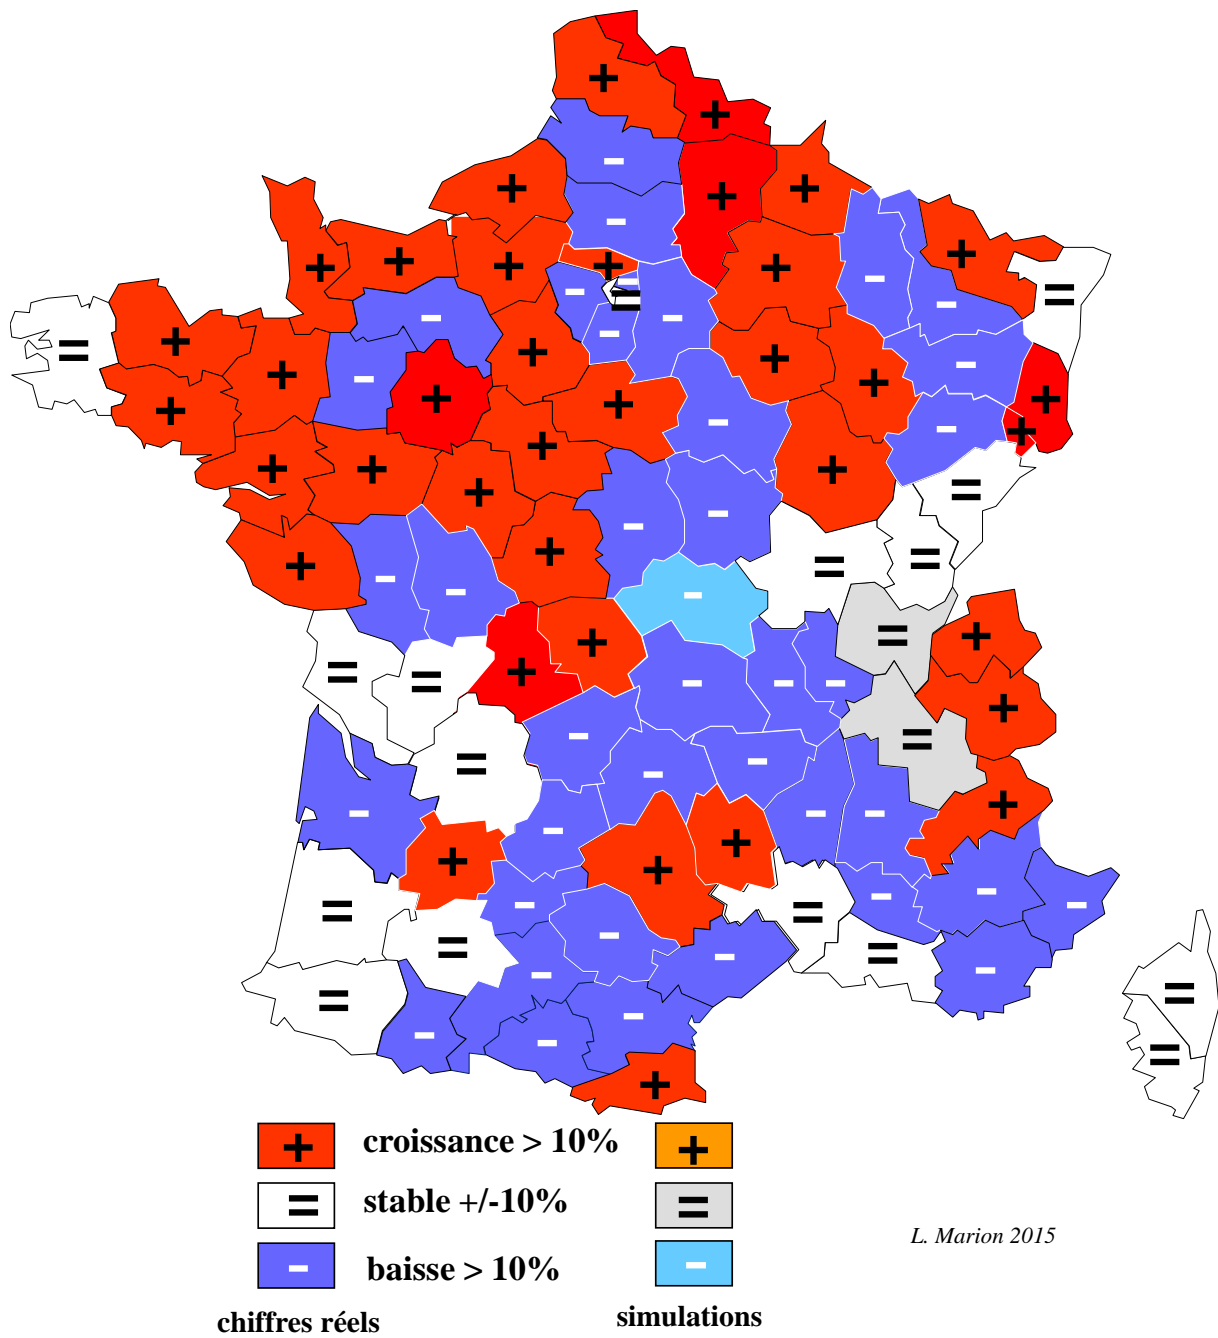 croissance > 10%
stable +/-10%
baisse > 10%
chiffres réels
simulations
L. Marion 2015